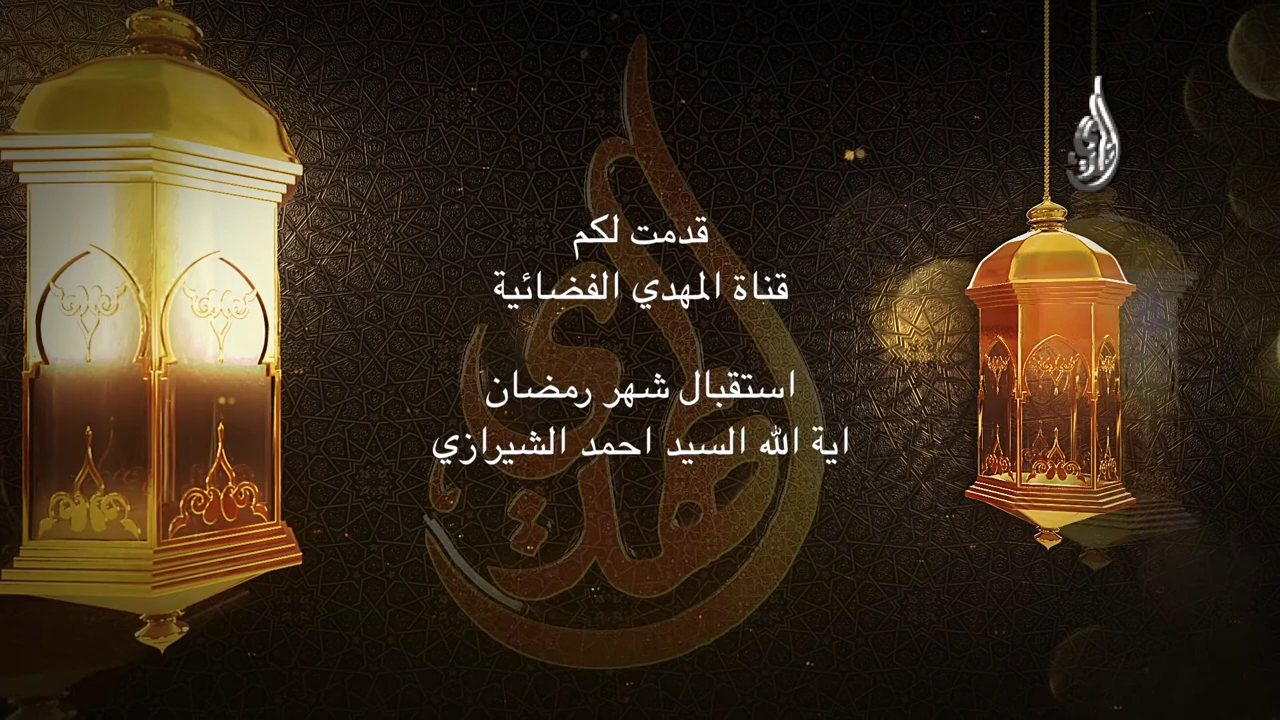 قدمت لكم
قناة المهدي الفضائية
استقبال شهر رمضان
اية الله السيد احمد الشيرازي